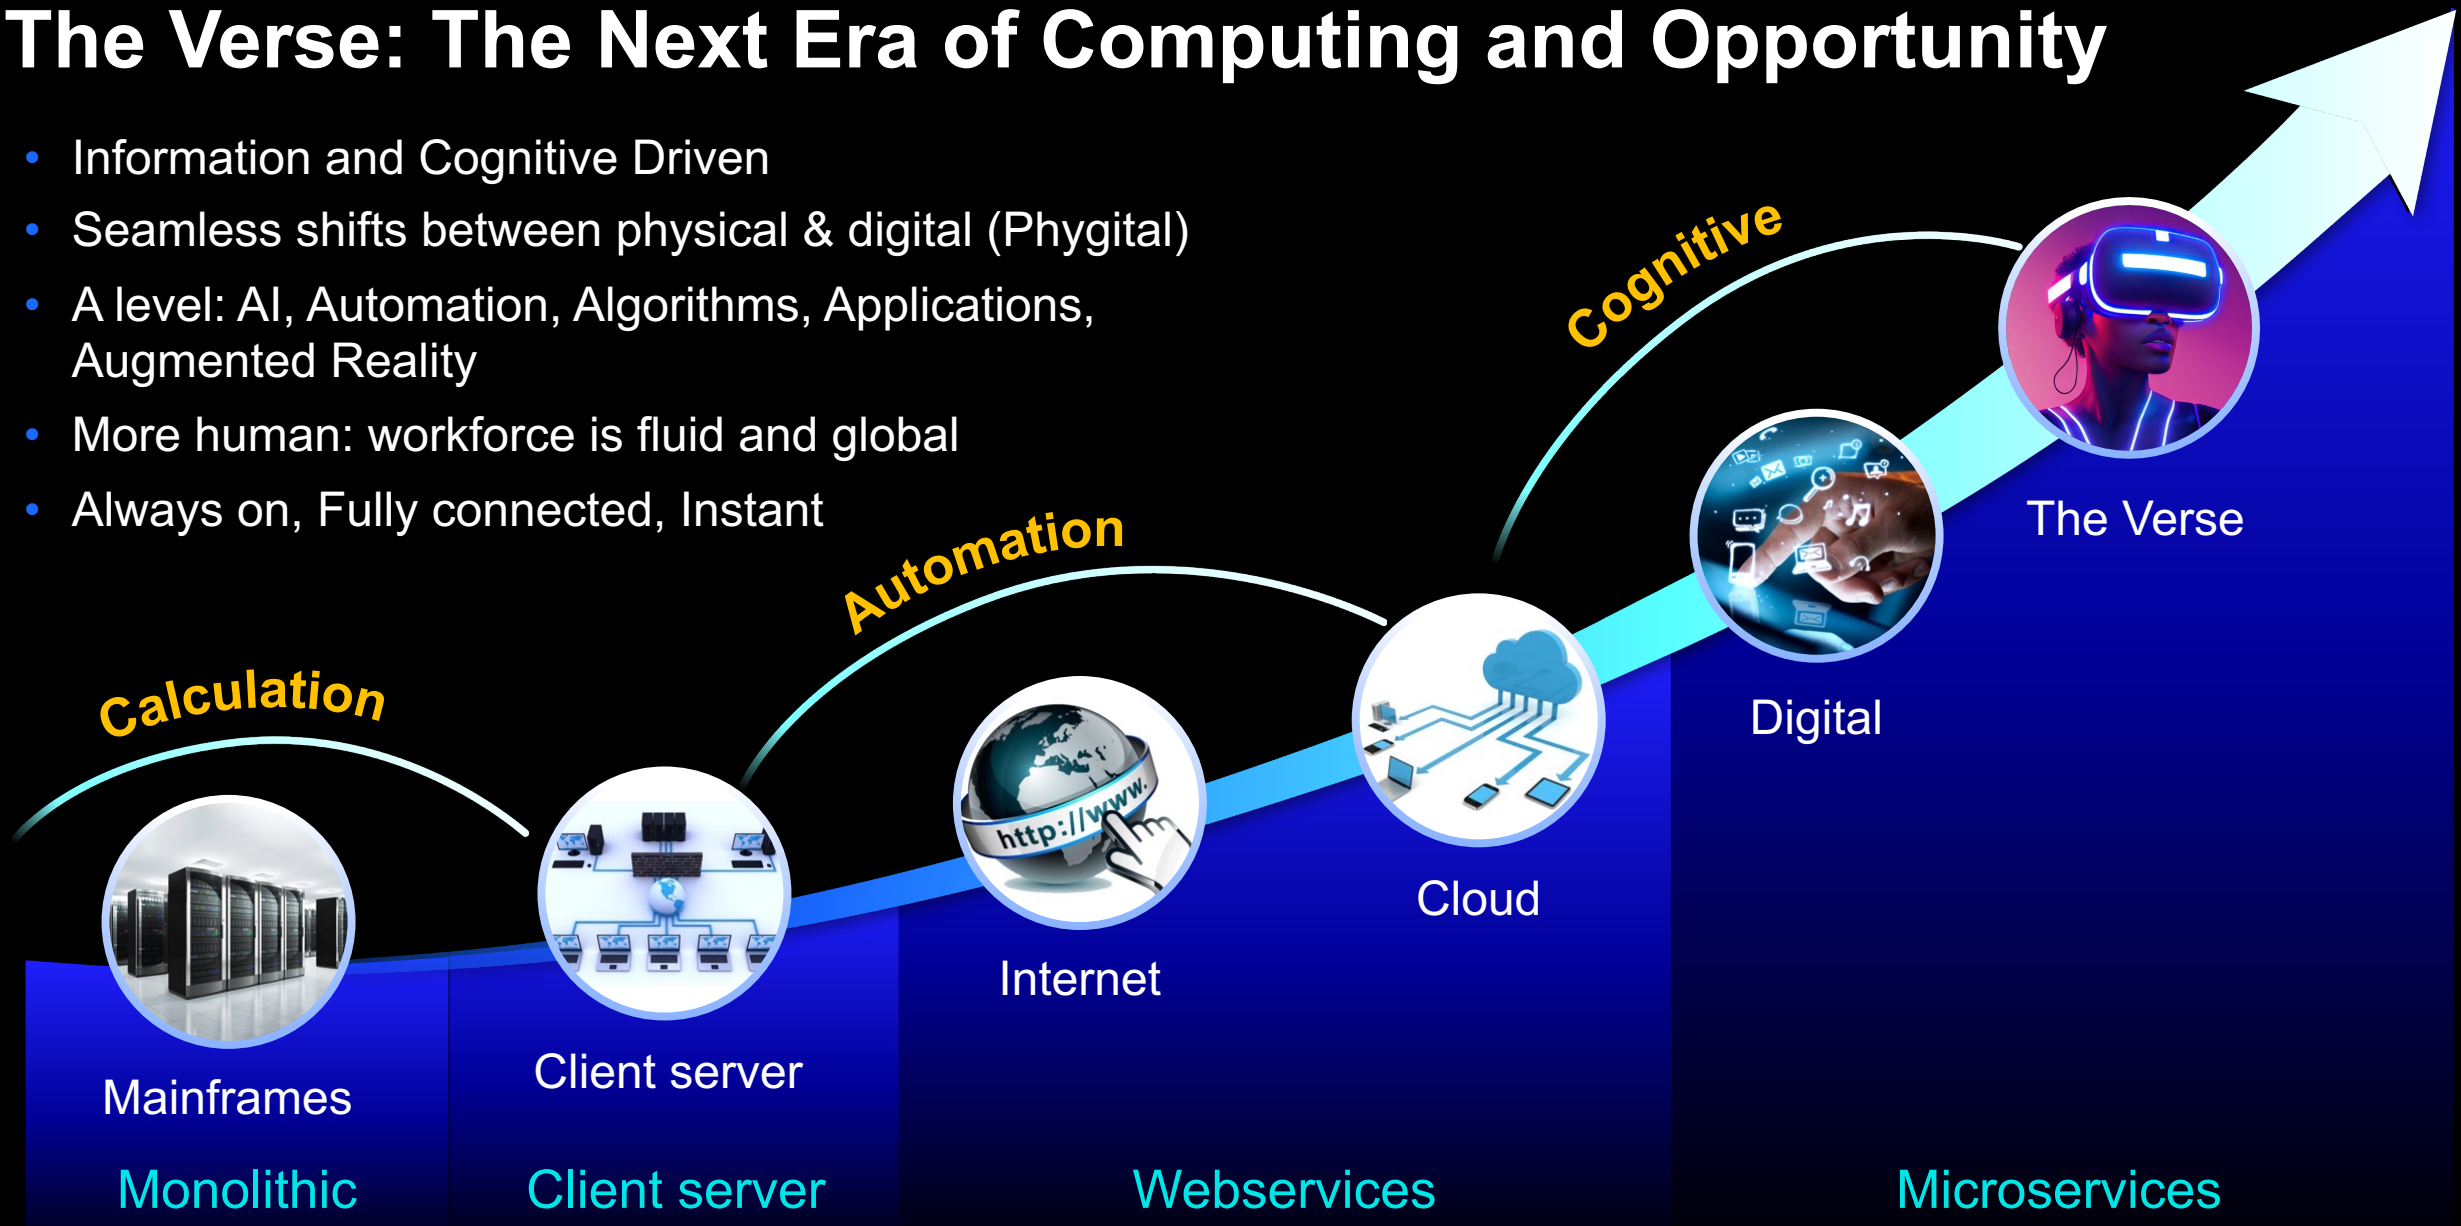 The Verse: The Next Era of Computing and Opportunity
• Information and Cognitive Driven
• Seamless shifts between physical & digital (Phygital)
• A level: AI, Automation, Algorithms, Applications,
Augmented Reality
• More human: workforce is fluid and global
• Always on, Fully connected, Instant
Calculation
Automation
Cognitive
http://www.
Mainframes
Client server
Internet
Cloud
Digital
The Verse
Monolithic
Client server
Webservices
Microservices